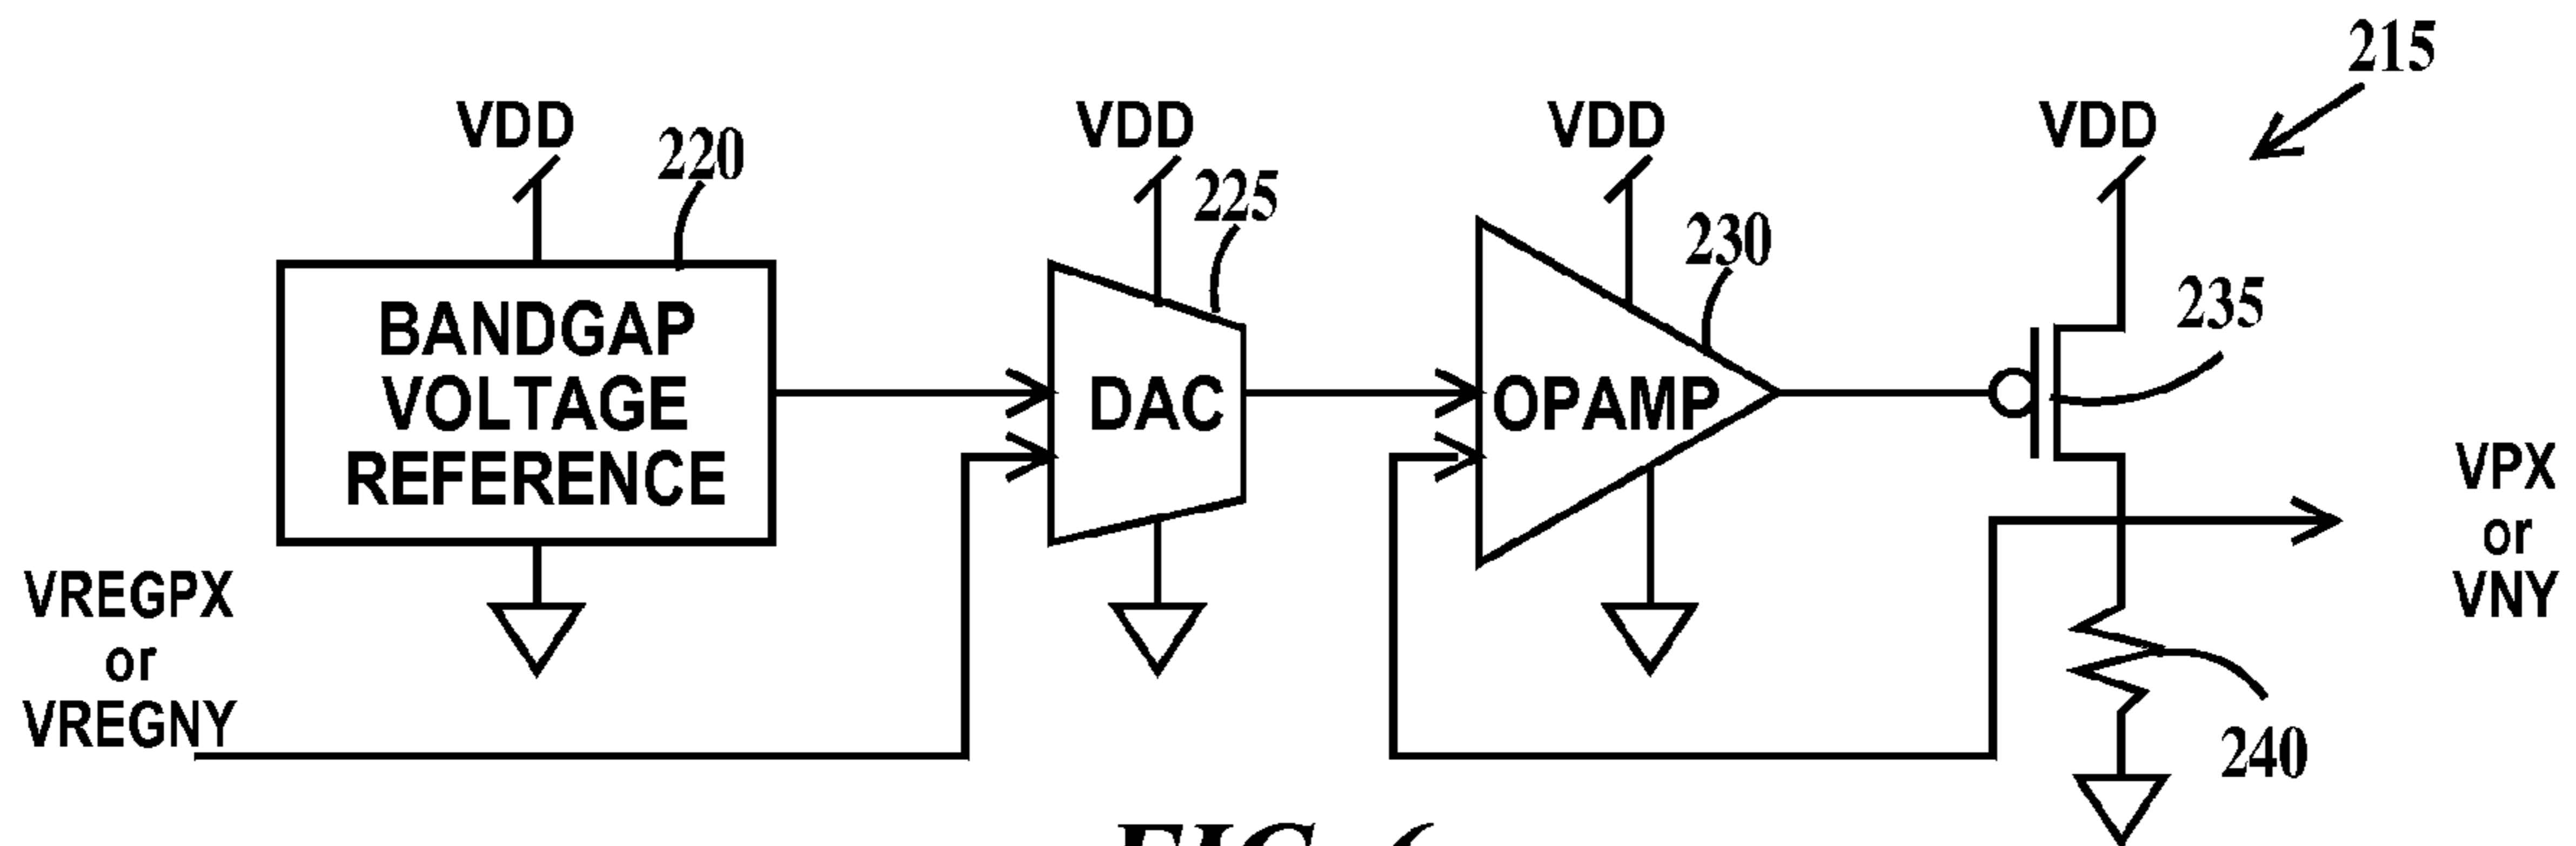 215
VDD
220
VDD
225
VDD
230
VDD
235
BANDGAP
VOLTAGE
REFERENCE
DAC
OPAMP
VREGPX
or
VREGNY
VPX
or
VNY
240